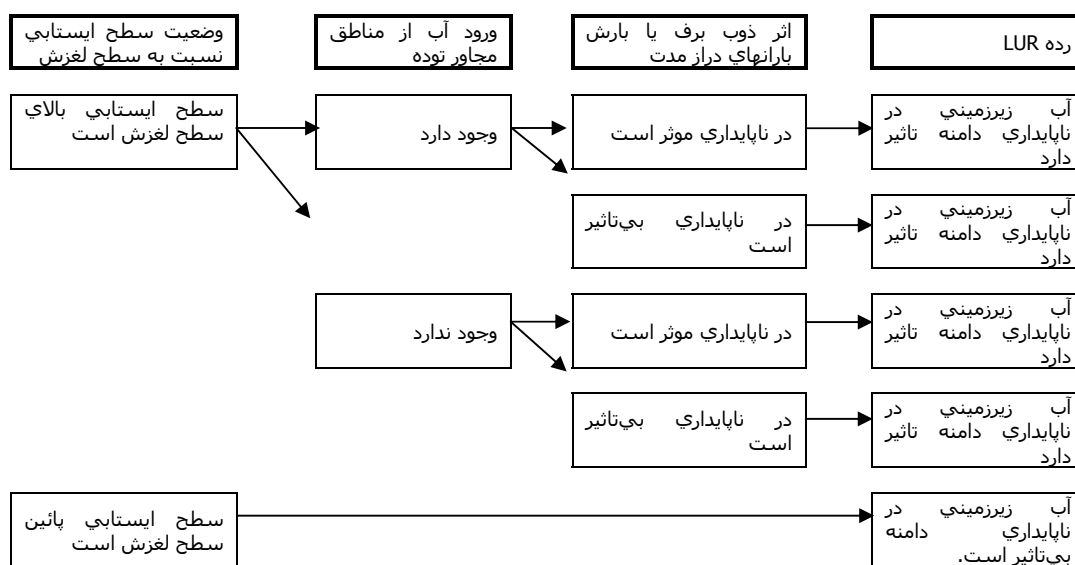 وضعيت سطح ايستابي
نسبت به سطح لغزش
ورود آب از مناطق
مجاور توده
اثر ذوب برف يا بارش
بارانهاي دراز مدت
رده LUR
سطح ايستابي بالاي
سطح لغزش است
وجود دارد
در ناپايداري موثر است
آب زيرزميني در
ناپايداري دامنه تاثير
دارد
در ناپايداري بي‌تاثير
است
آب زيرزميني در
ناپايداري دامنه تاثير
دارد
وجود ندارد
در ناپايداري موثر است
آب زيرزميني در
ناپايداري دامنه تاثير
دارد
در ناپايداري بي‌تاثير
است
آب زيرزميني در
ناپايداري دامنه تاثير
دارد
سطح ايستابي پائين
سطح لغزش است
آب زيرزميني در
ناپايداري دامنه
بي‌تاثير است.